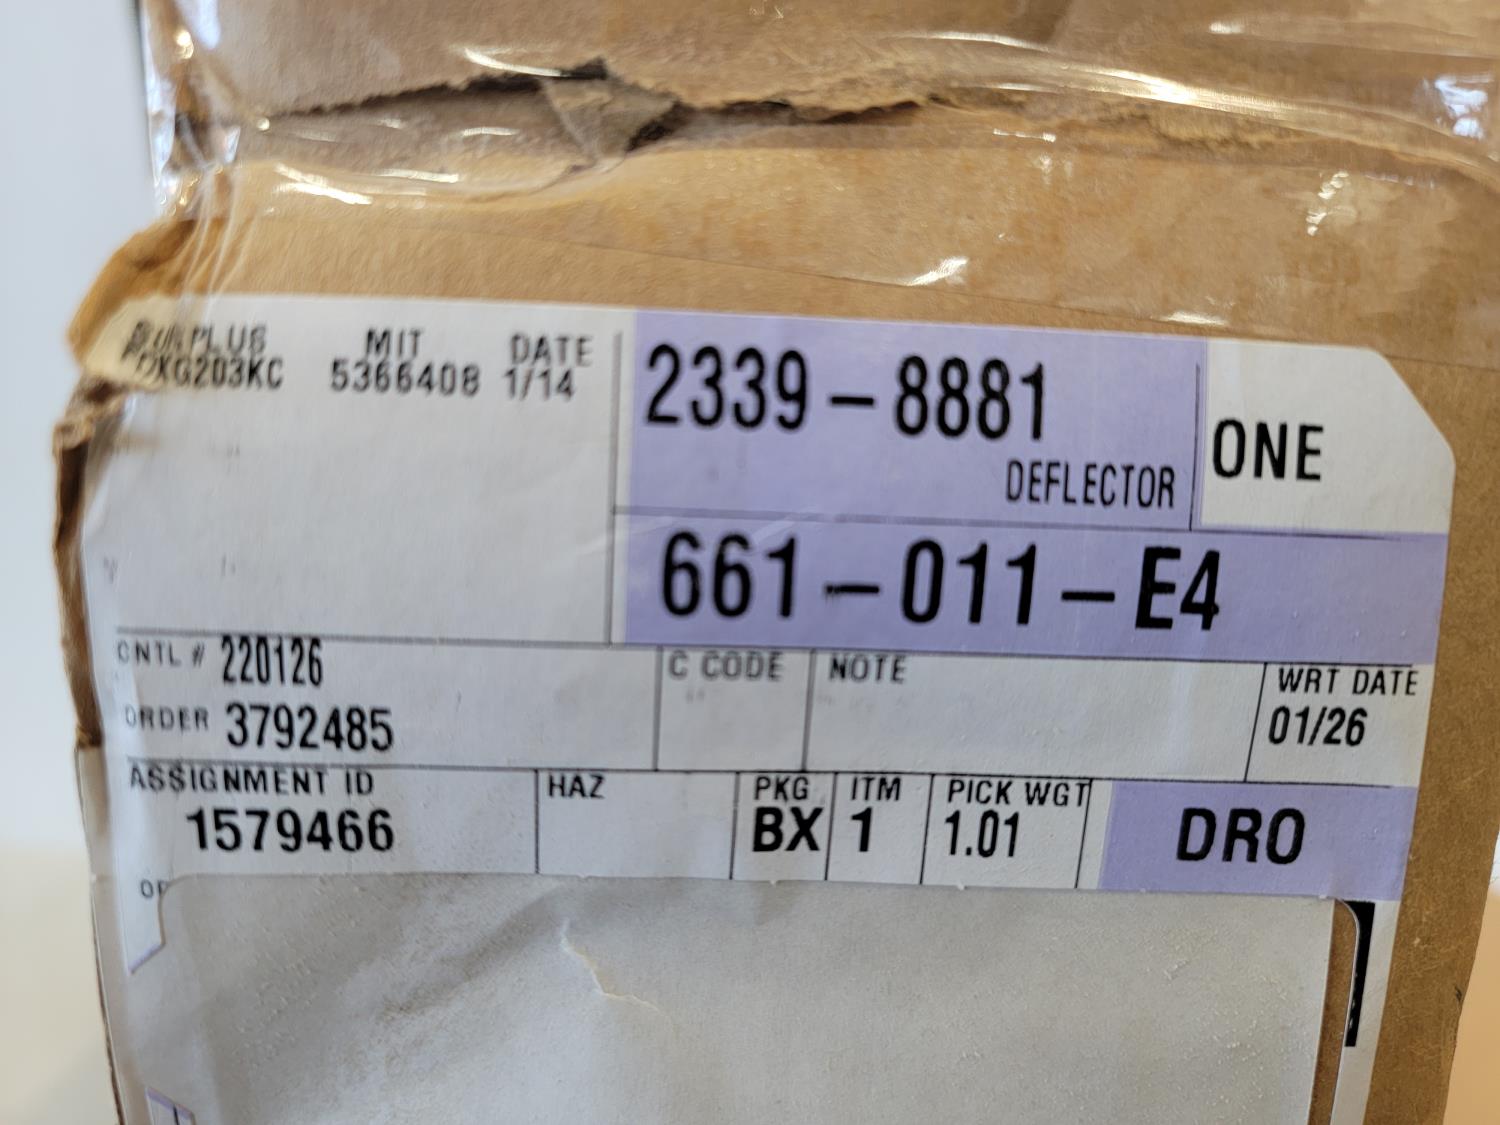 SURPLUS MIT DATE
5366408 1/14
2339-8881
DEFLECTOR
ONE
661-011-E4
CNTL # 220126
C CODE
NOTE
WRT DATE
01/26
ORDER 3792485
ASSIGNMENT ID
1579466
HAZ
PKG
BX
ITM
1
PICK WGT
1.01
DRO